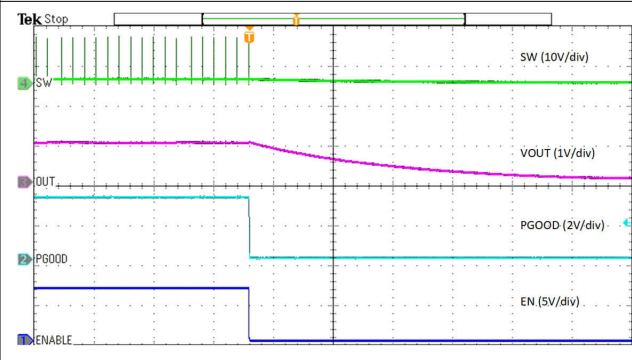 Tek Stop
T
T
SW (10V/div)
4 SW
VOUT (1V/div)
3 OUT
PGOOD (2V/div)
2 PGOOD
EN (5V/div)
1 ENABLE